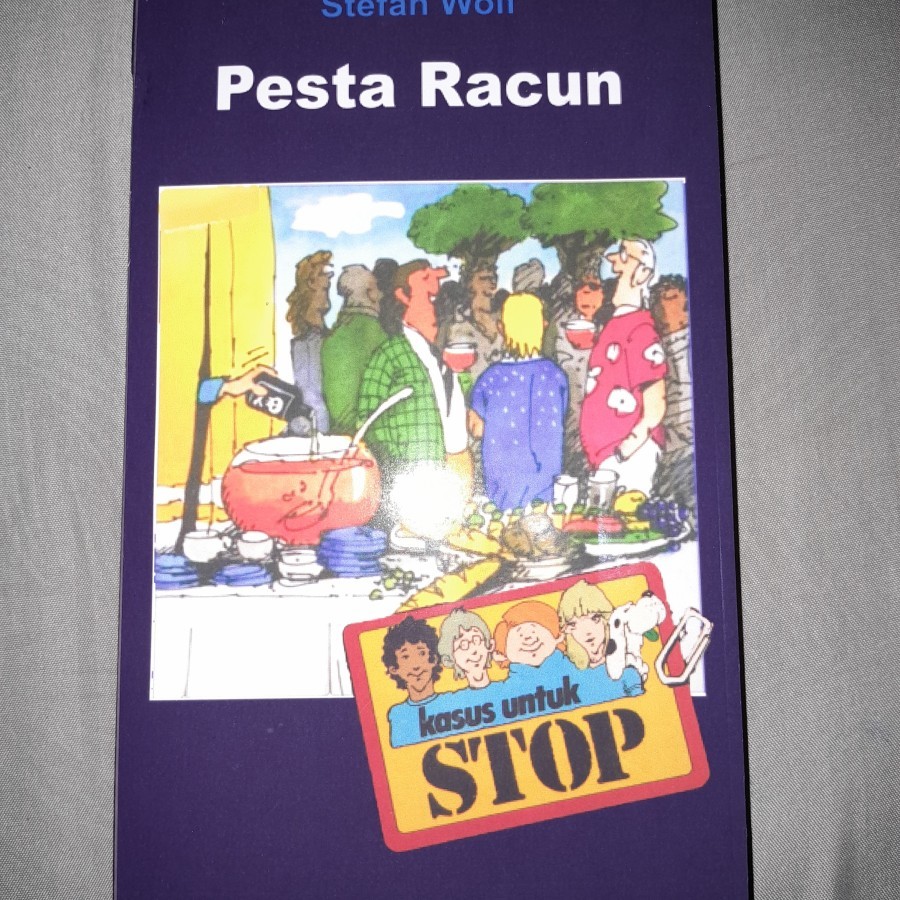 Stefan Wolf
Pesta Racun
kasus untuk
STOP